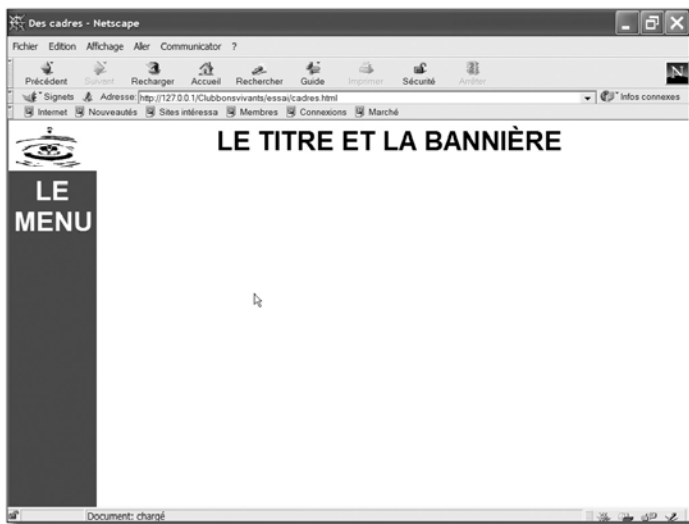 Des cadres - Netscape
Fichier Edition Affichage Aller Communicator ?
Précédent Suivant Recharger Accueil Rechercher Guide Imprimer Sécurité Arrêter
Signets Adresse: http://127.0.0.1/Clubbonsvivants/essai/cadres.html Infos connexes
Internet Nouveautés Sites intéressa Membres Connexions Marché
LE TITRE ET LA BANNIÈRE
LE
MENU
Document: chargé